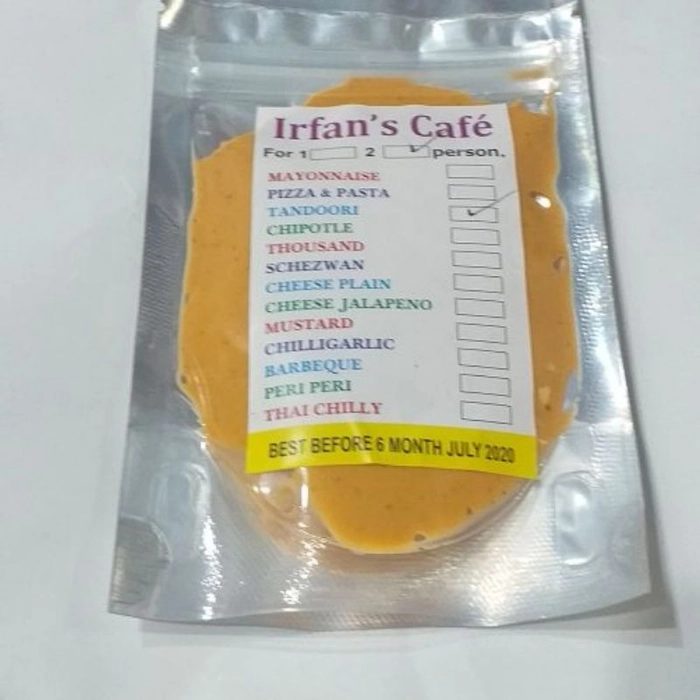 Irfan's Café
For 1 2 person.
MAYONNAISE
PIZZA & PASTA
TANDOORI
CHIPOTLE
THOUSAND
SCHEZWAN
CHEESE PLAIN
CHEESE JALAPENO
MUSTARD
CHILLIGARLIC
BARBEQUE
PERI PERI
THAI CHILLY
BEST BEFORE 6 MONTH JULY 2020